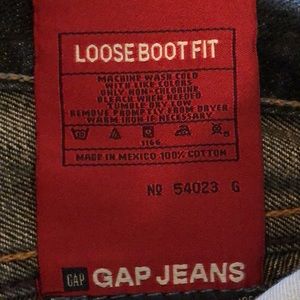 LOOSE BOOT FIT
MACHINE WASH COLD
WITH LIKE COLORS
ONLY NON-CHLORINE
BLEACH WHEN NEEDED
TUMBLE DRY LOW
REMOVE PROMPTLY FROM DRYER
WARM IRON IF NECESSARY
1166
MADE IN MEXICO 100% COTTON
Nº 54023 G
GAP GAP JEANS